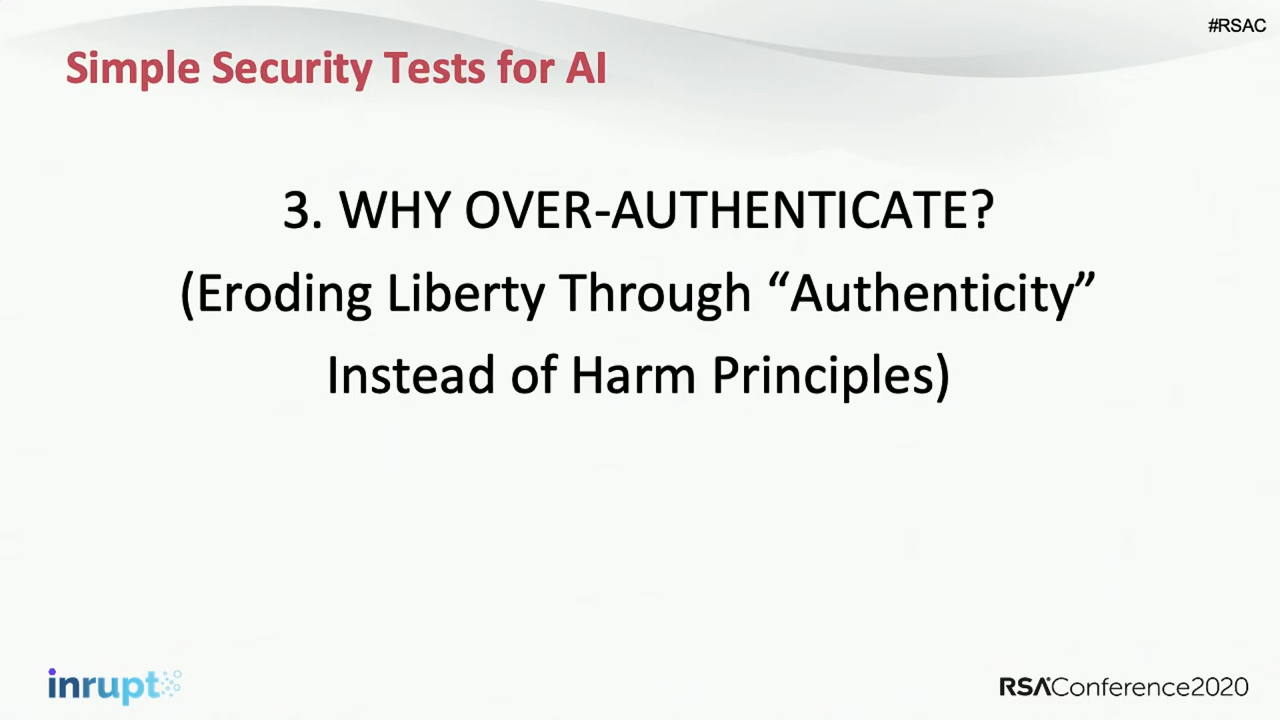 #RSAC
Simple Security Tests for AI
3. WHY OVER-AUTHENTICATE?
(Eroding Liberty Through “Authenticity”
Instead of Harm Principles)
inrupt
RSAConference2020